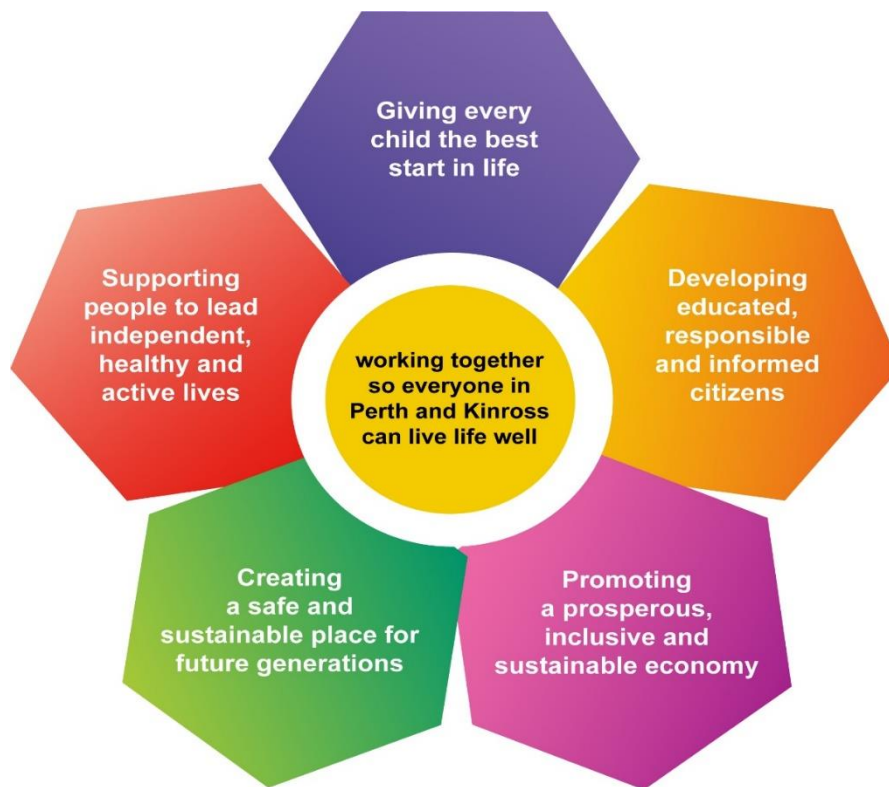 Giving every
child the best
start in life
Developing
educated,
responsible
and informed
citizens
Promoting
a prosperous,
inclusive and
sustainable economy
Creating
a safe and
sustainable place for
future generations
Supporting
people to lead
independent,
healthy and
active lives
working together
so everyone in
Perth and Kinross
can live life well